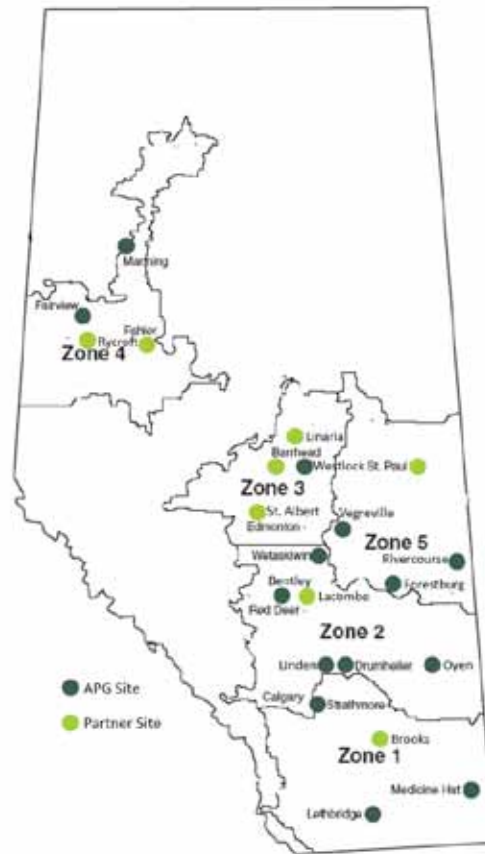 Manning
Fairview
Falher
Rycroft
Zone 4
Linaria
Barrhead
Westlock St. Paul
Zone 3
St. Albert
Edmonton
Vegreville
Zone 5
Wetaskiwin
Rivercourse
Bentley
Forestburg
Red Deer
Lacombe
Zone 2
Linden
Drumheller
Oyen
APG Site
Calgary
Strathmore
Partner Site
Brooks
Zone 1
Medicine Hat
Lethbridge